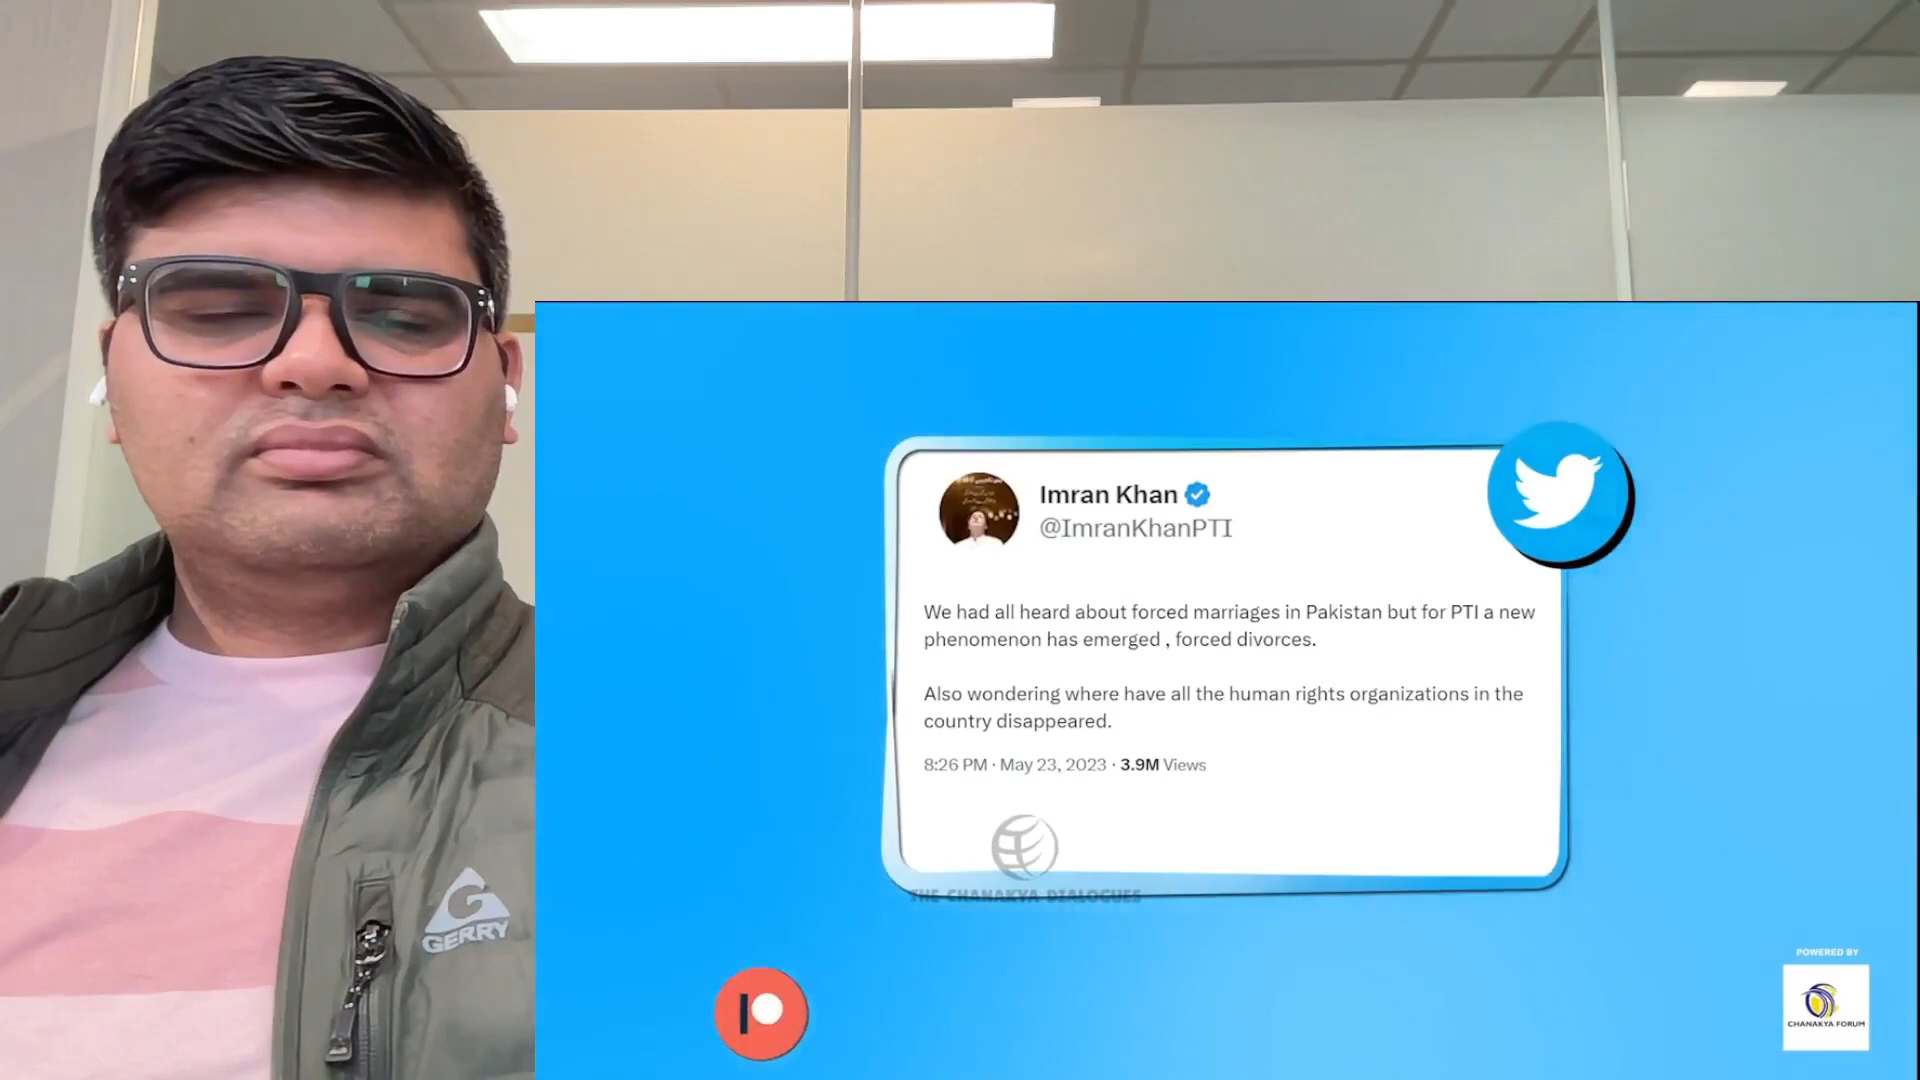 Imran Khan
@ImranKhanPTI
We had all heard about forced marriages in Pakistan but for PTI a new
phenomenon has emerged , forced divorces.
Also wondering where have all the human rights organizations in the
country disappeared.
8:26 PM · May 23, 2023 · 3.9M Views
THE CHANAKYA DIALOGUES
G
GERRY
POWERED BY
CHANAKYA FORUM